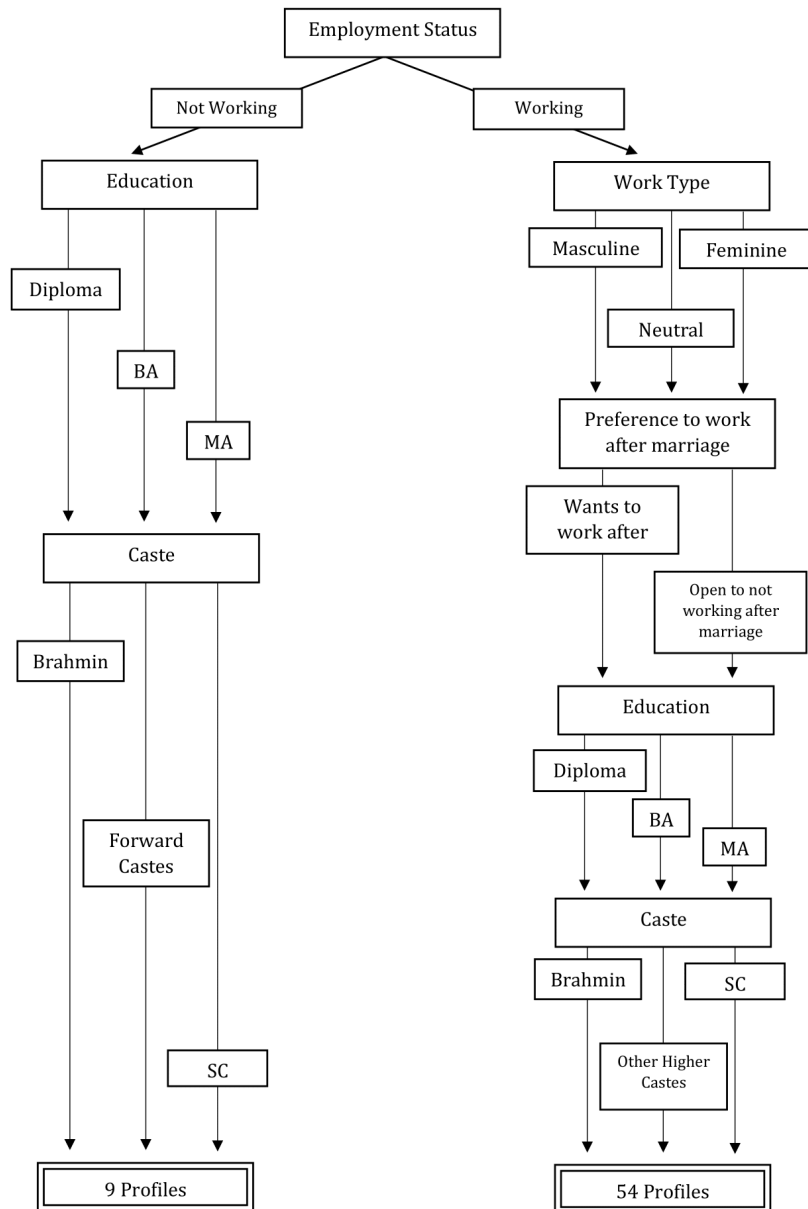 Employment Status
Not Working
Working
Education
Work Type
Masculine
Feminine
Diploma
Neutral
BA
Preference to work
after marriage
MA
Wants to
work after
Caste
Open to not
working after
marriage
Brahmin
Education
Diploma
BA
Forward
Castes
MA
Caste
Brahmin
SC
SC
Other Higher
Castes
9 Profiles
54 Profiles